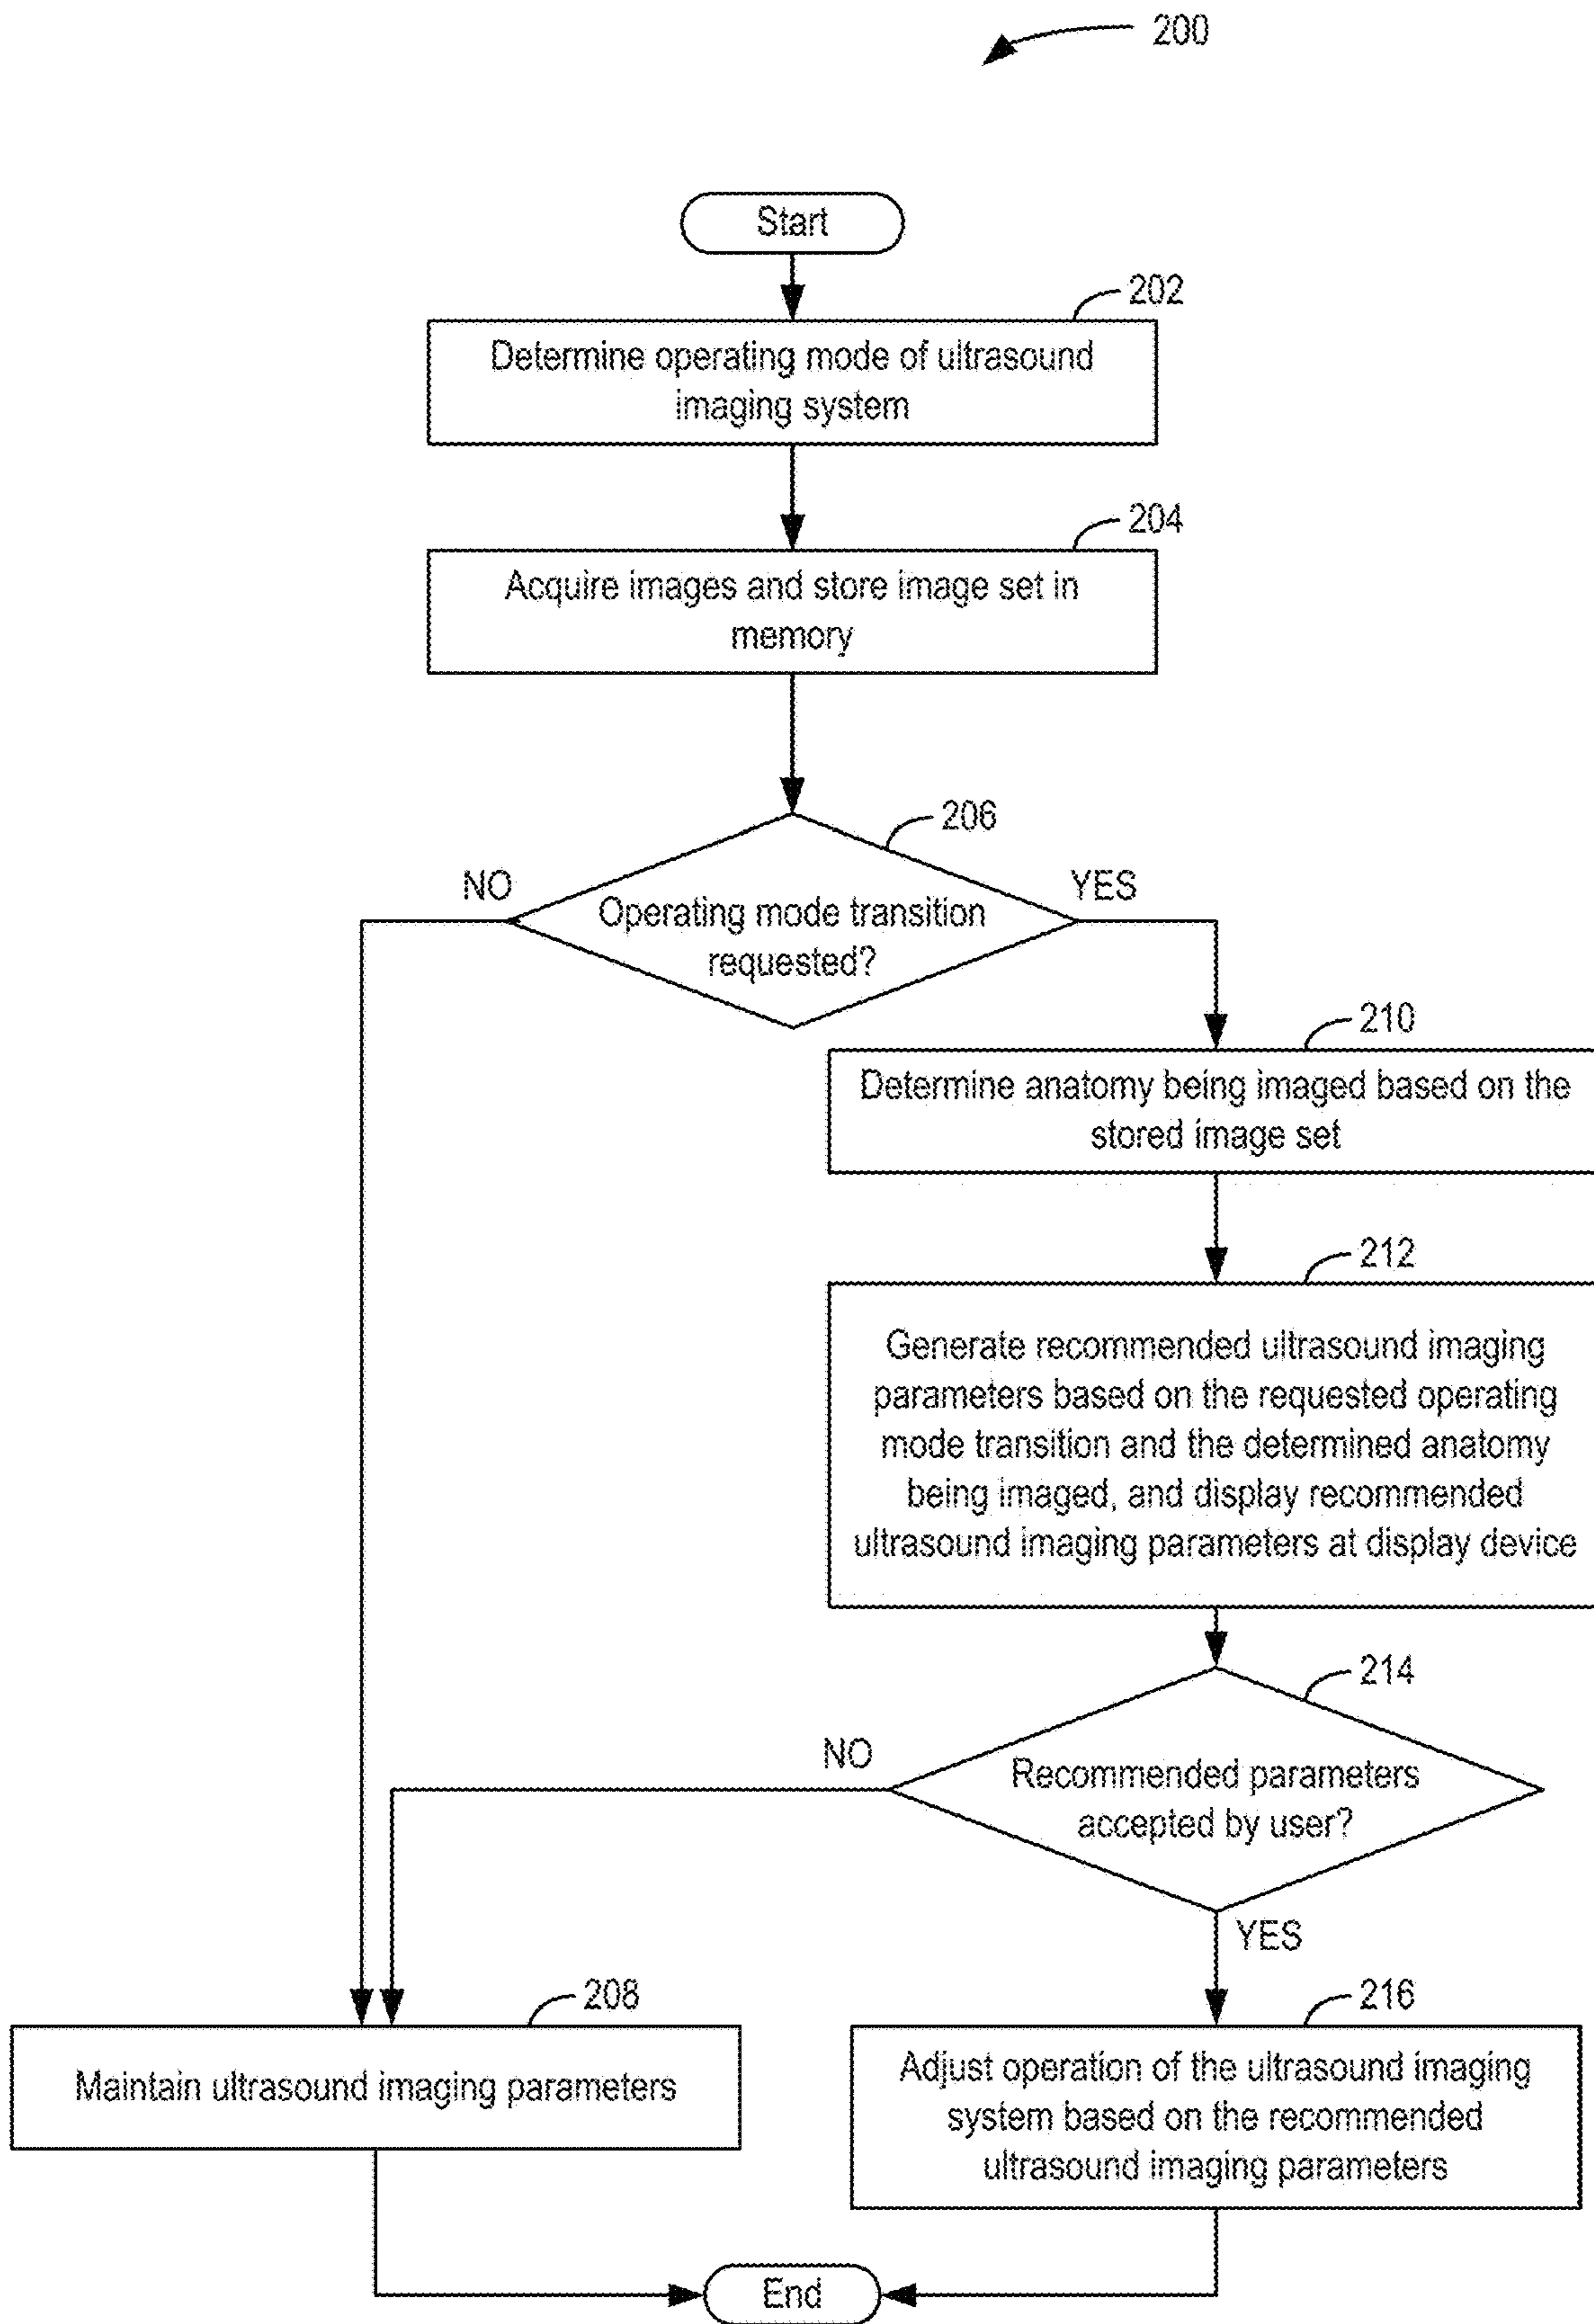 200
Start
202
Determine operating mode of ultrasound
imaging system
204
Acquire images and store image set in
memory
206
NO
YES
Operating mode transition
requested?
210
Determine anatomy being imaged based on the
stored image set
212
Generate recommended ultrasound imaging
parameters based on the requested operating
mode transition and the determined anatomy
being imaged, and display recommended
ultrasound imaging parameters at display device
214
NO
Recommended parameters
accepted by user?
YES
208
Maintain ultrasound imaging parameters
216
Adjust operation of the ultrasound imaging
system based on the recommended
ultrasound imaging parameters
End